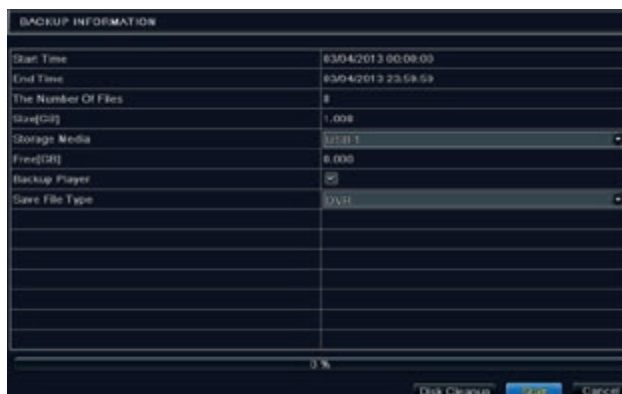 BACKUP INFORMATION
Start Time 03/04/2013 00:00:00
End Time 03/04/2013 23:59:59
The Number Of Files 8
Size[GB] 1.008
Storage Media USB 1
Free[GB] 0.000
Backup Player
Save File Type DVR
0 %
Disk Cleanup Start Cancel